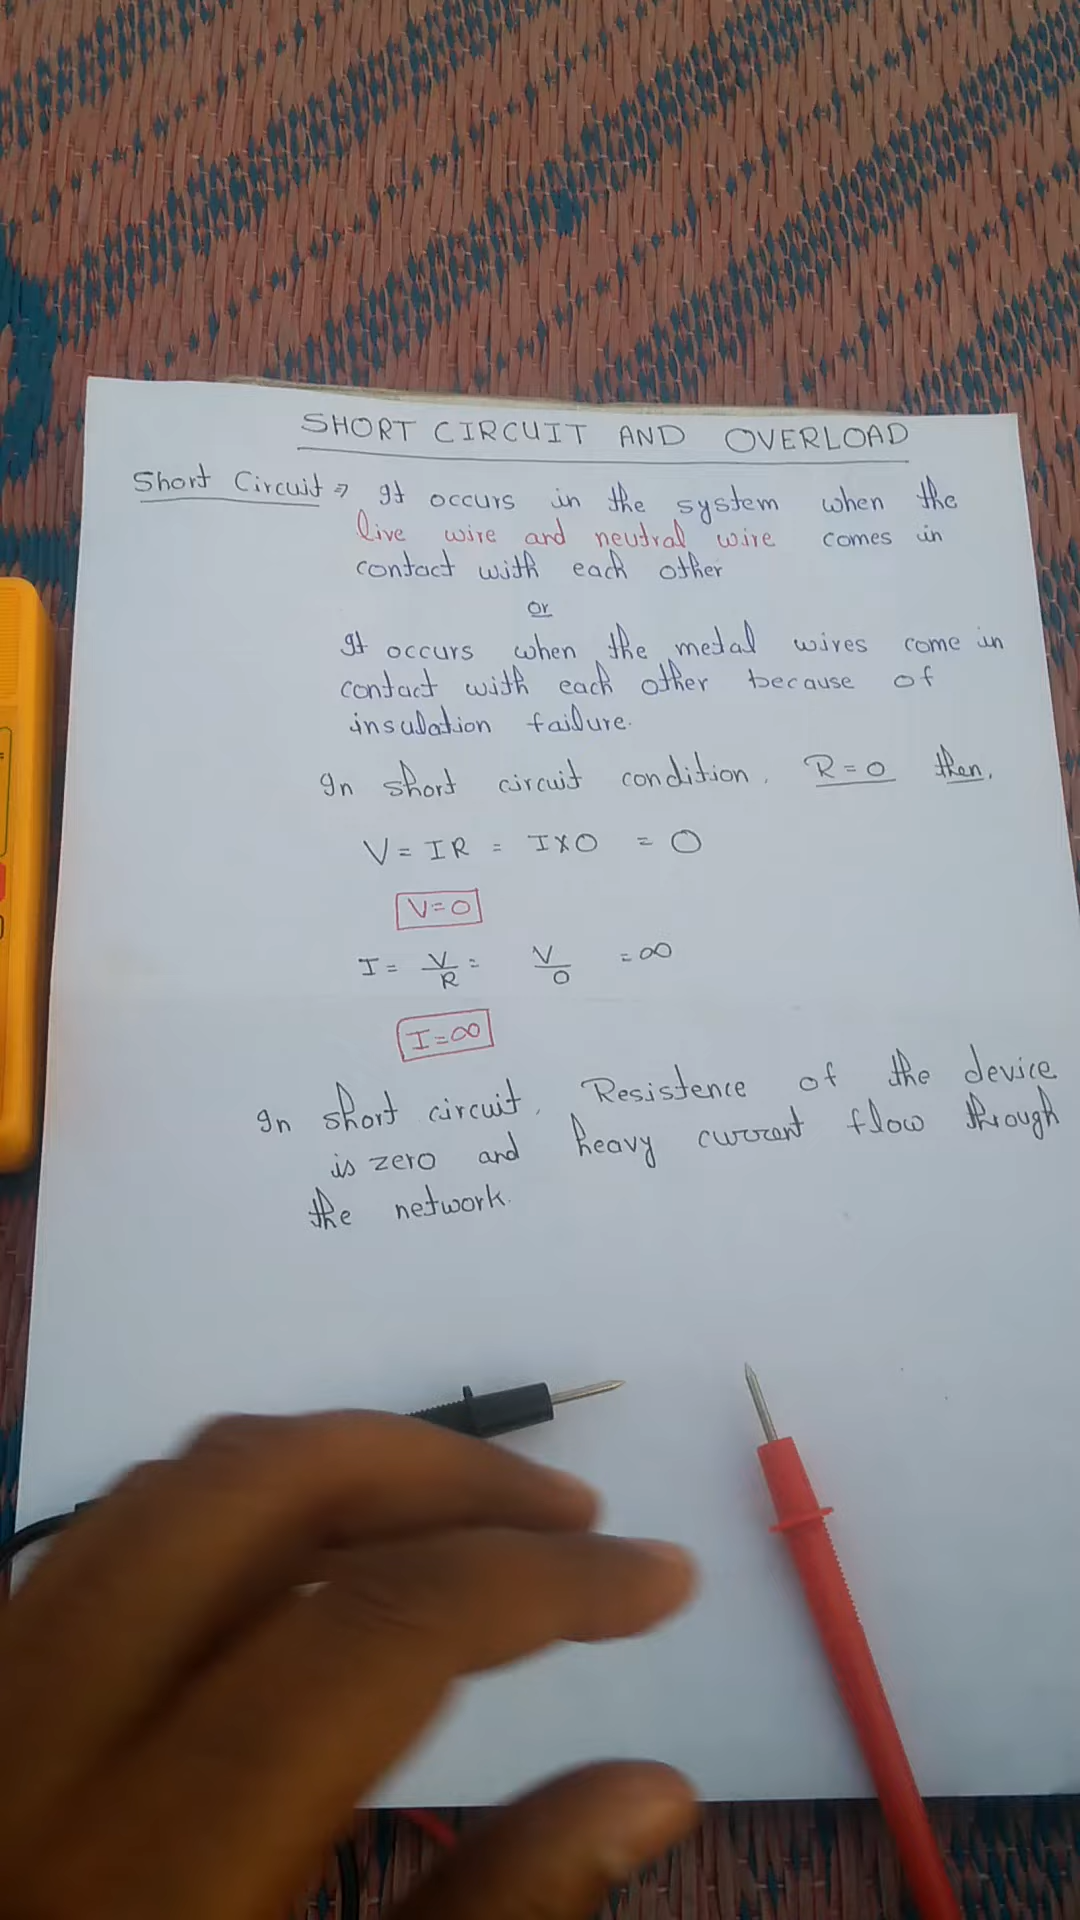 SHORT CIRCUIT AND OVERLOAD
Short Circuit ⇒ It occurs in the system when the
live wire and neutral wire comes in
contact with each other
or
It occurs when the metal wires come in
contact with each other because of
insulation failure.
In short circuit condition, R=0 then,
V = IR = I×0 = 0
V=0
I = V/R = V/0 = ∞
I=∞
In short circuit, Resistence of the device
is zero and heavy current flow through
the network.